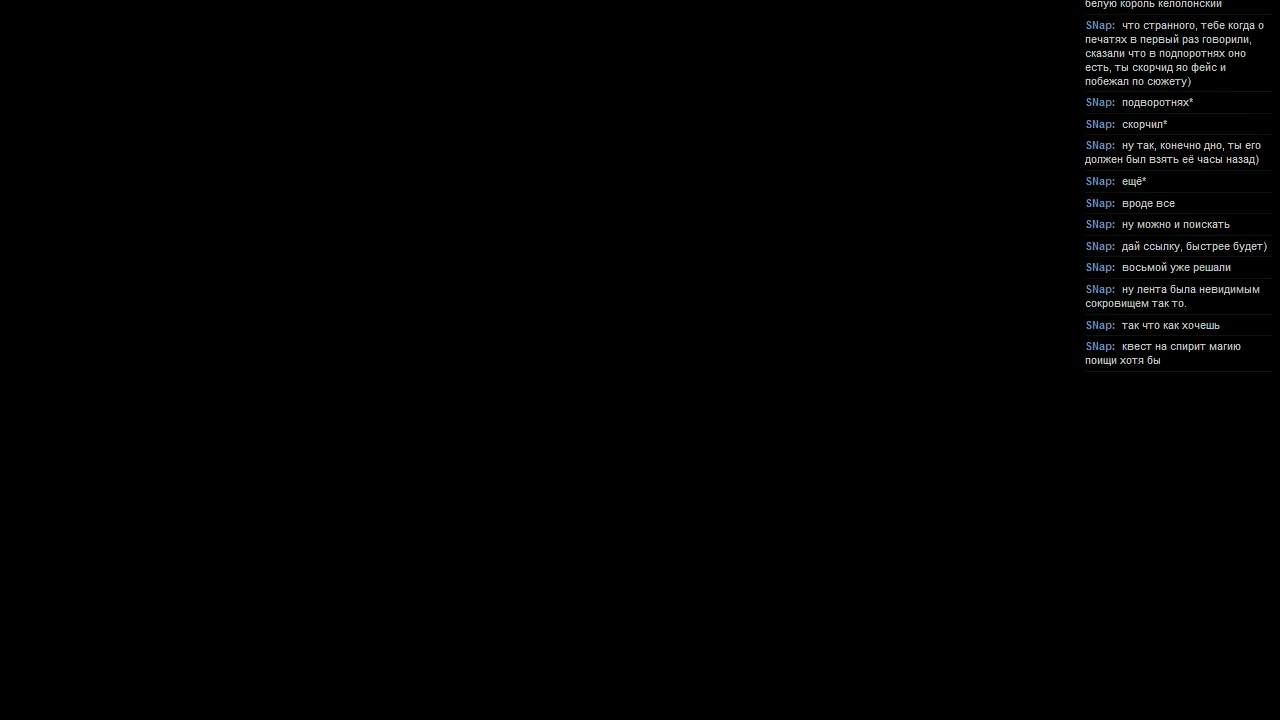 белую король келолонский
SNap: что странного, тебе когда о
печатях в первый раз говорили,
сказали что в подпоротнях оно
есть, ты скорчид яо фейс и
побежал по сюжету)
SNap: подворотнях*
SNap: скорчил*
SNap: ну так, конечно дно, ты его
должен был взять её часы назад)
SNap: ещё*
SNap: вроде все
SNap: ну можно и поискать
SNap: дай ссылку, быстрее будет)
SNap: восьмой уже решали
SNap: ну лента была невидимым
сокровищем так то.
SNap: так что как хочешь
SNap: квест на спирит магию
поищи хотя бы